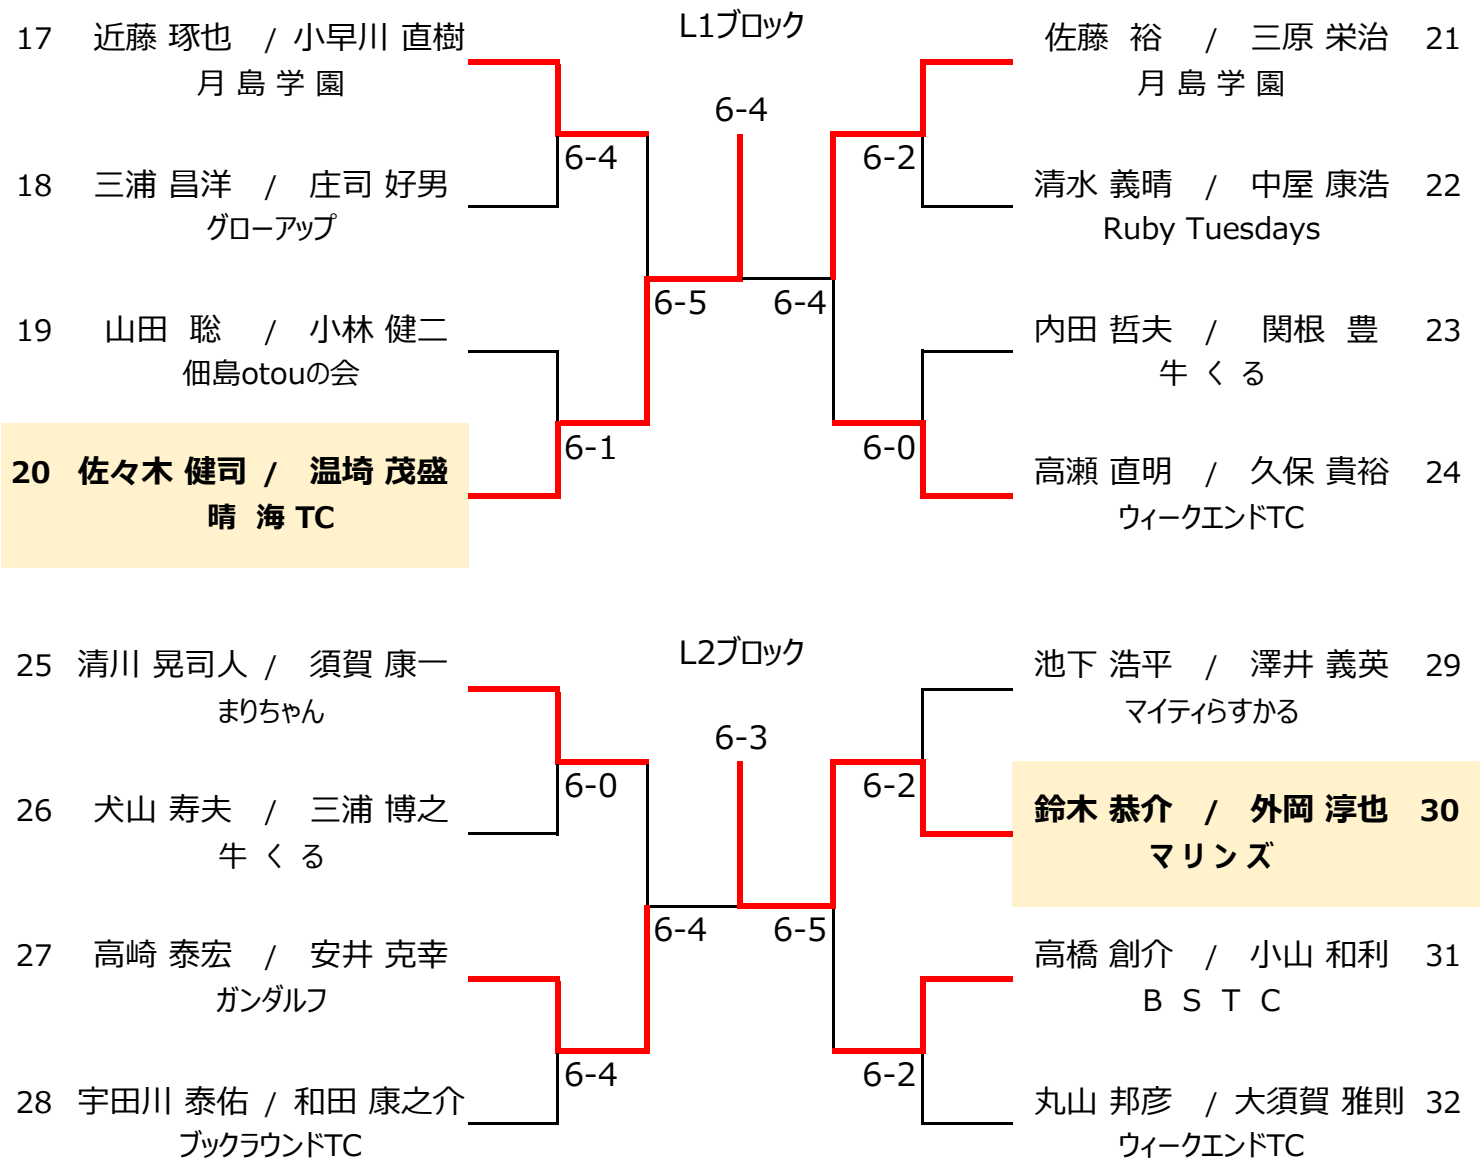 L1ブロック
17 近藤 琢也 / 小早川 直樹
月 島 学 園
佐藤 裕 / 三原 栄治 21
月 島 学 園
6-4
6-4
6-2
18 三浦 昌洋 / 庄司 好男
グローアップ
清水 義晴 / 中屋 康浩 22
Ruby Tuesdays
6-5
6-4
19 山田 聡 / 小林 健二
佃島otouの会
内田 哲夫 / 関根 豊 23
牛 く る
6-1
6-0
20 佐々木 健司 / 温埼 茂盛
晴 海 TC
高瀬 直明 / 久保 貴裕 24
ウィークエンドTC
L2ブロック
25 清川 晃司人 / 須賀 康一
まりちゃん
池下 浩平 / 澤井 義英 29
マイティらすかる
6-3
6-0
6-2
26 犬山 寿夫 / 三浦 博之
牛 く る
鈴木 恭介 / 外岡 淳也 30
マ リ ン ズ
6-4
6-5
27 高崎 泰宏 / 安井 克幸
ガンダルフ
高橋 創介 / 小山 和利 31
B S T C
6-4
6-2
28 宇田川 泰佑 / 和田 康之介
ブックラウンドTC
丸山 邦彦 / 大須賀 雅則 32
ウィークエンドTC